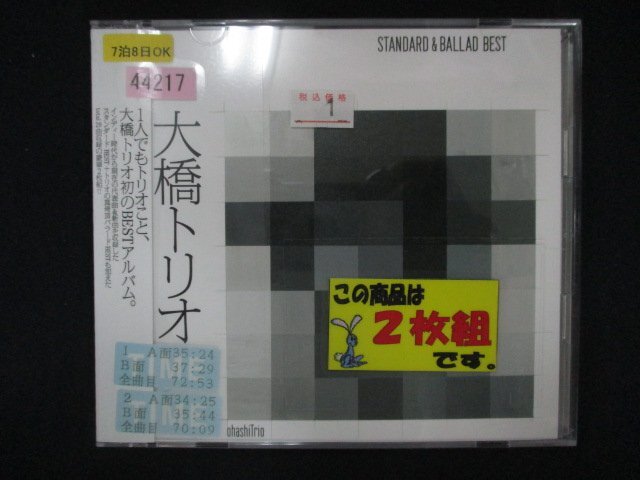 7泊8日OK
44217
STANDARD & BALLAD BEST
税込価格
1
大橋トリオ
1人でもトリオこと、
大橋トリオ初のBESTアルバム。
この商品は
2枚組
です。
1 A面35:24
B面 37:29
全曲目 72:53
2 A面34:25
B面 35:44
全曲目 70:09
ohashiTrio